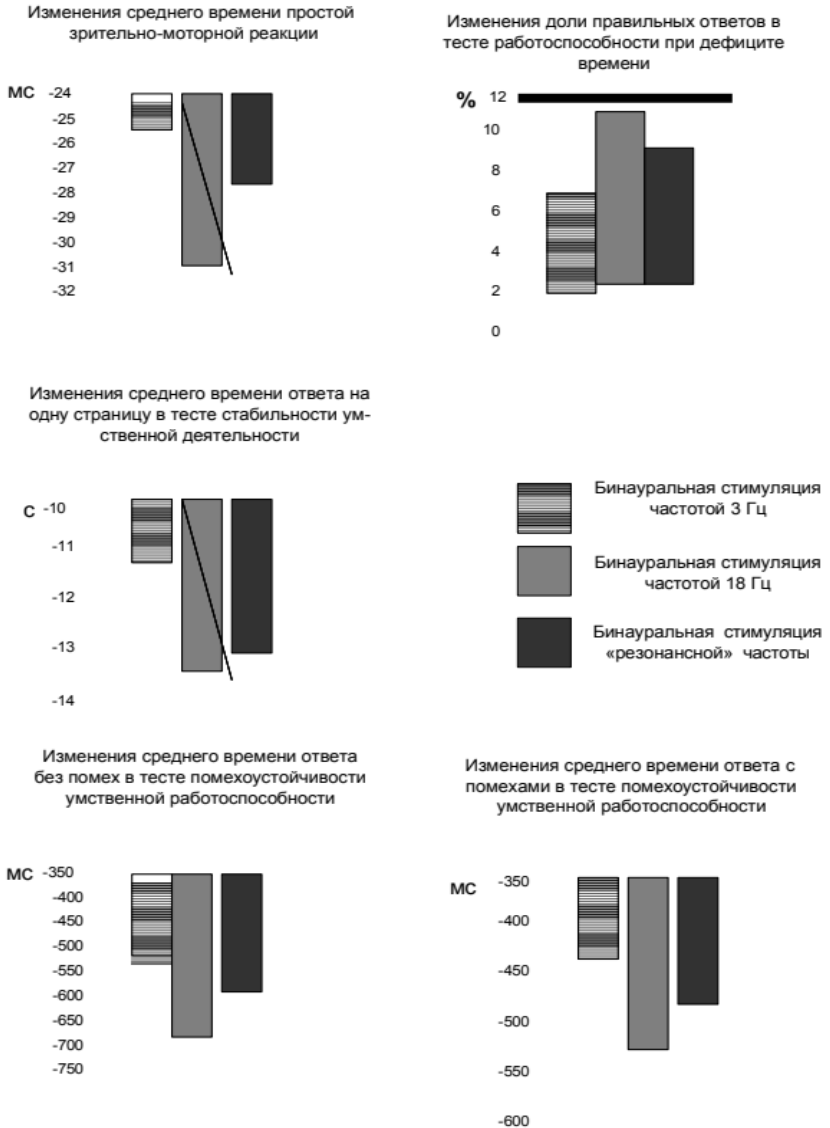 Изменения среднего времени простой
зрительно-моторной реакции
мс -24
-25
-26
-27
-28
-29
-30
-31
-32
Изменения доли правильных ответов в
тесте работоспособности при дефиците
времени
% 12
10
8
6
4
2
0
Изменения среднего времени ответа на
одну страницу в тесте стабильности ум-
ственной деятельности
с -10
-11
-12
-13
-14
Бинауральная стимуляция
частотой 3 Гц
Бинауральная стимуляция
частотой 18 Гц
Бинауральная стимуляция
«резонансной» частоты
Изменения среднего времени ответа
без помех в тесте помехоустойчивости
умственной работоспособности
мс -350
-400
-450
-500
-550
-600
-650
-700
-750
Изменения среднего времени ответа с
помехами в тесте помехоустойчивости
умственной работоспособности
мс -350
-400
-450
-500
-550
-600